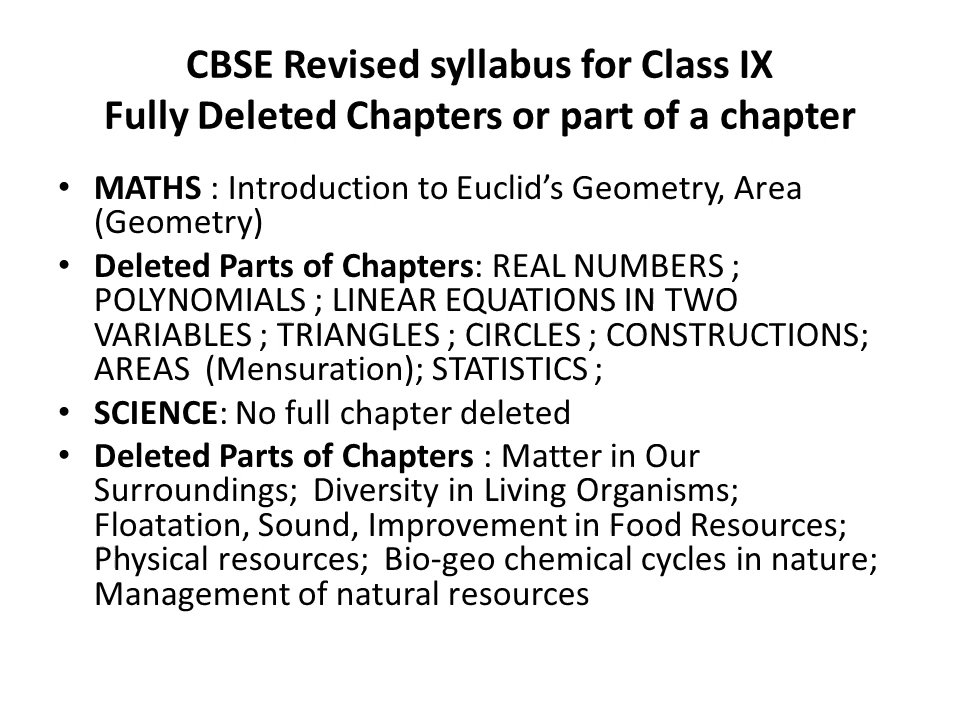 CBSE Revised syllabus for Class IX
Fully Deleted Chapters or part of a chapter
• MATHS : Introduction to Euclid’s Geometry, Area
(Geometry)
• Deleted Parts of Chapters: REAL NUMBERS ;
POLYNOMIALS ; LINEAR EQUATIONS IN TWO
VARIABLES ; TRIANGLES ; CIRCLES ; CONSTRUCTIONS;
AREAS (Mensuration); STATISTICS ;
• SCIENCE: No full chapter deleted
• Deleted Parts of Chapters : Matter in Our
Surroundings; Diversity in Living Organisms;
Floatation, Sound, Improvement in Food Resources;
Physical resources; Bio-geo chemical cycles in nature;
Management of natural resources